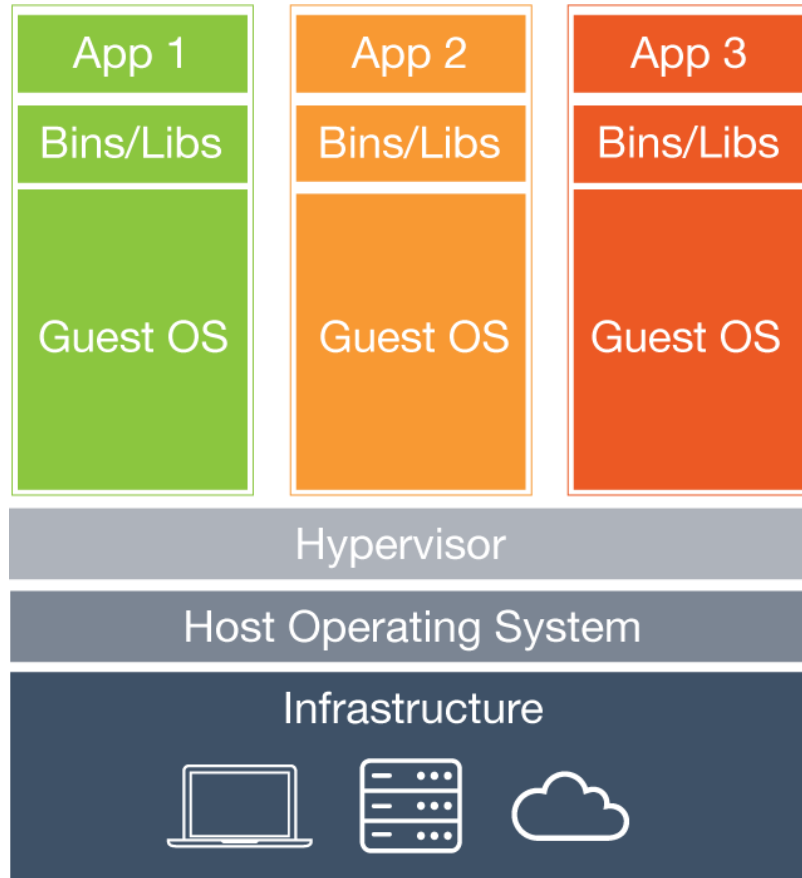 App 1
App 2
App 3
Bins/Libs
Bins/Libs
Bins/Libs
Guest OS
Guest OS
Guest OS
Hypervisor
Host Operating System
Infrastructure